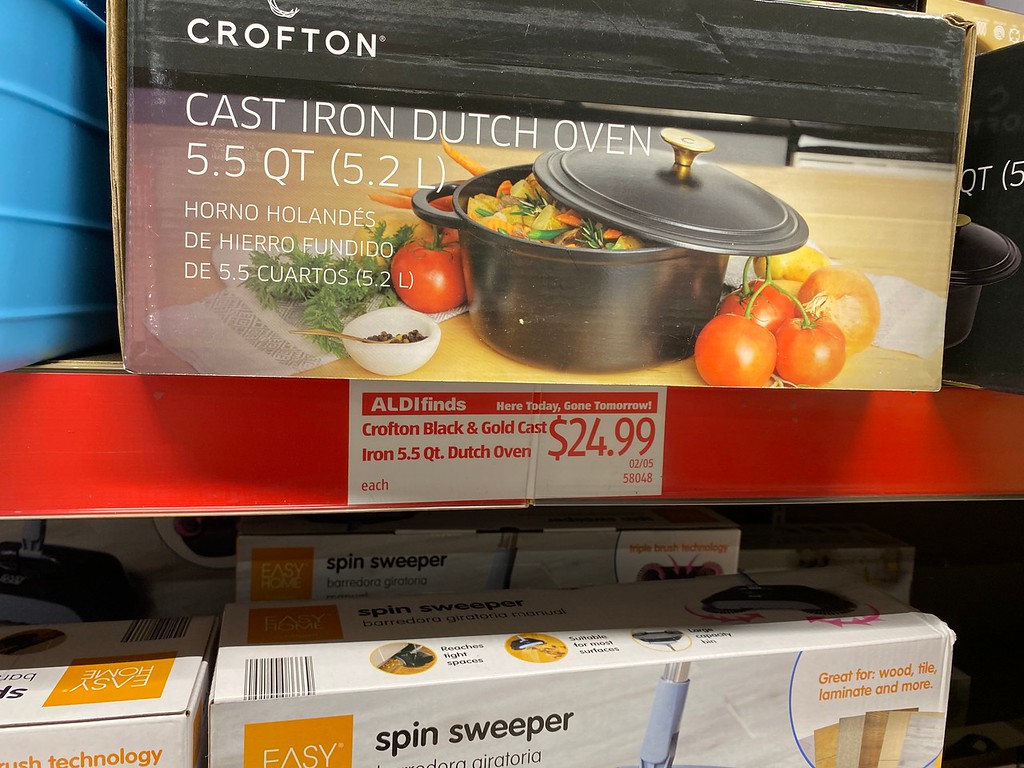 CROFTON®
CAST IRON DUTCH OVEN
5.5 QT (5.2 L)
HORNO HOLANDÉS
DE HIERRO FUNDIDO
DE 5.5 CUARTOS (5.2 L)
QT (5
ALDIfinds Here Today, Gone Tomorrow!
Crofton Black & Gold Cast
Iron 5.5 Qt. Dutch Oven
$24.99
02/05
58048
each
EASY
HOME
spin sweeper
barredora giratoria
manual
triple brush technology
EASY
HOME
spin sweeper
barredora giratoria manual
Reaches
tight
spaces
Suitable
for most
surfaces
Large
capacity
bin
EASY
HOME
Great for: wood, tile,
laminate and more.
EASY®
spin sweeper
barredora giratoria
rush technology